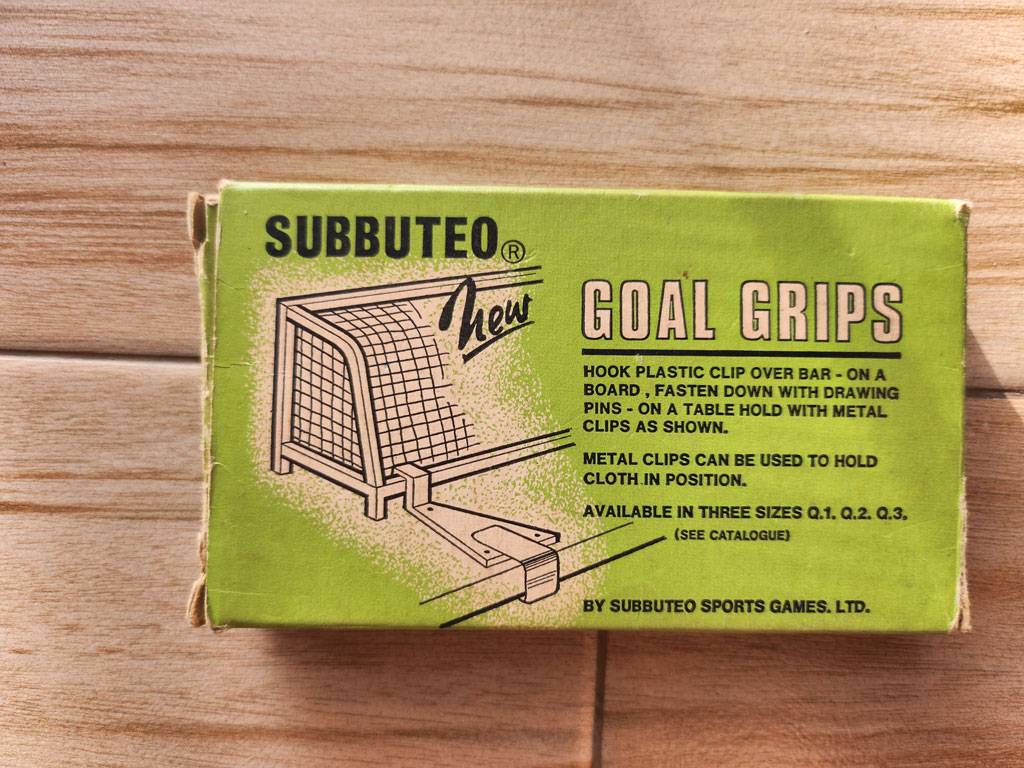 SUBBUTEO®
New
GOAL GRIPS
HOOK PLASTIC CLIP OVER BAR - ON A
BOARD , FASTEN DOWN WITH DRAWING
PINS - ON A TABLE HOLD WITH METAL
CLIPS AS SHOWN.
METAL CLIPS CAN BE USED TO HOLD
CLOTH IN POSITION.
AVAILABLE IN THREE SIZES Q.1. Q.2. Q.3.
(SEE CATALOGUE)
BY SUBBUTEO SPORTS GAMES. LTD.